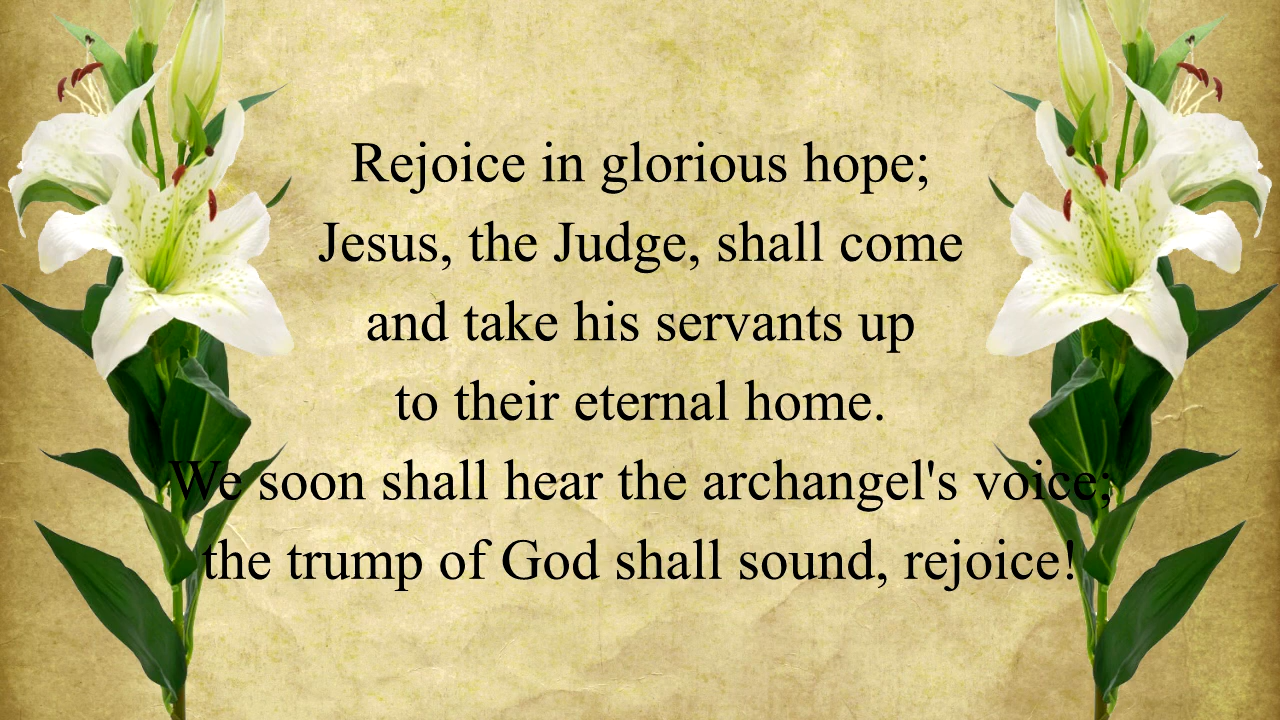 Rejoice in glorious hope;
Jesus, the Judge, shall come
and take his servants up
to their eternal home.
We soon shall hear the archangel's voice;
the trump of God shall sound, rejoice!